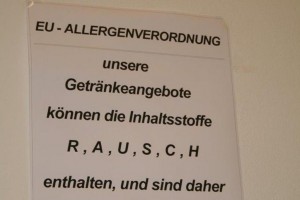 EU - ALLERGENVERORDNUNG
unsere
Getränkeangebote
können die Inhaltsstoffe
R , A , U , S , C , H
enthalten, und sind daher